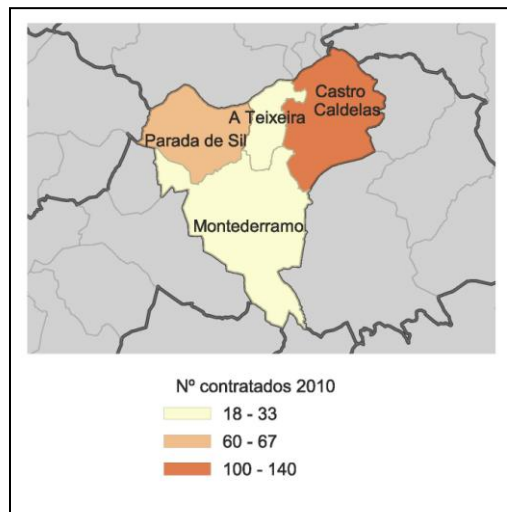 Castro
Caldelas
A Teixeira
Parada de Sil
Montederramo
Nº contratados 2010
18 - 33
60 - 67
100 - 140